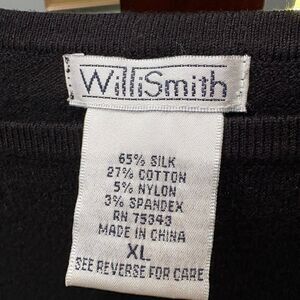 WilliSmith
65% SILK
27% COTTON
5% NYLON
3% SPANDEX
RN 75343
MADE IN CHINA
XL
SEE REVERSE FOR CARE